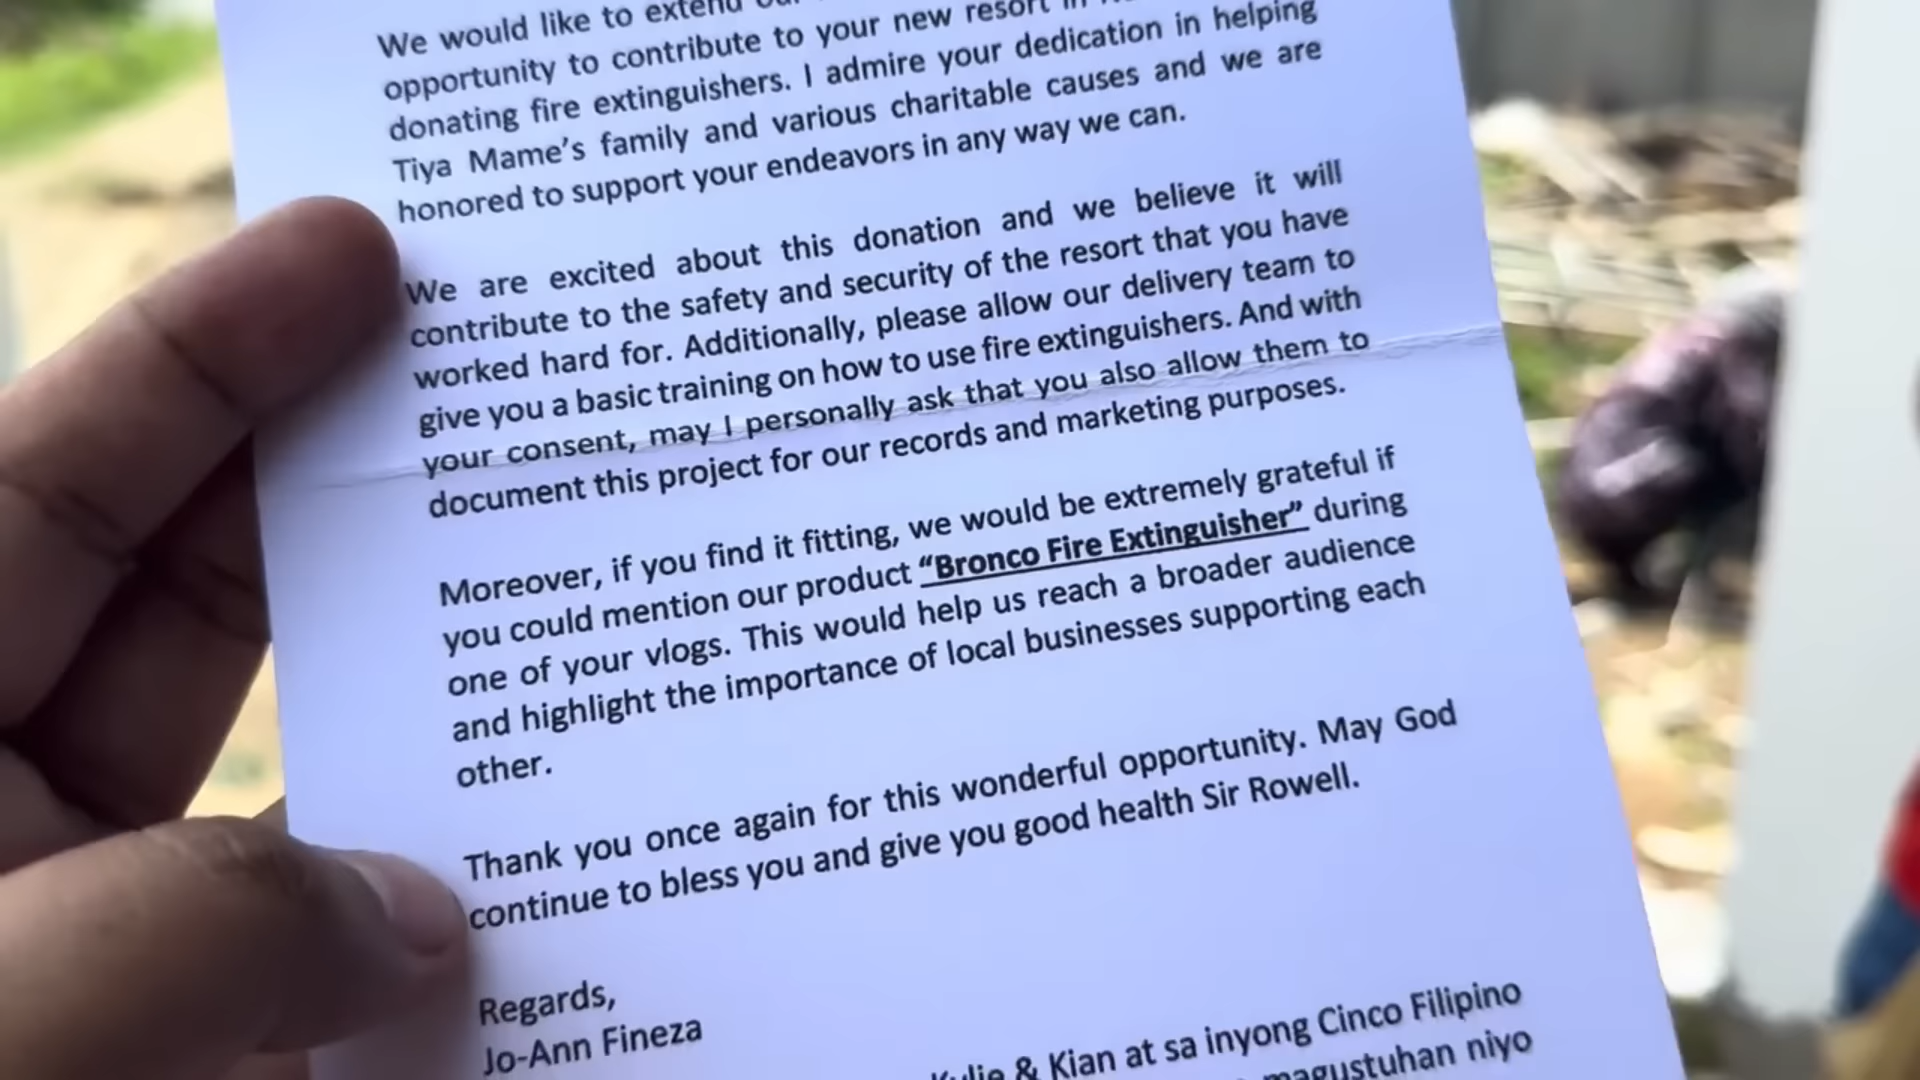 We would like to extend
opportunity to contribute to your new resort in
donating fire extinguishers. I admire your dedication in helping
Tiya Mame's family and various charitable causes and we are
honored to support your endeavors in any way we can.
We are excited about this donation and we believe it will
contribute to the safety and security of the resort that you have
worked hard for. Additionally, please allow our delivery team to
give you a basic training on how to use fire extinguishers. And with
your consent, may I personally ask that you also allow them to
document this project for our records and marketing purposes.
Moreover, if you find it fitting, we would be extremely grateful if
you could mention our product “Bronco Fire Extinguisher” during
one of your vlogs. This would help us reach a broader audience
and highlight the importance of local businesses supporting each
other.
Thank you once again for this wonderful opportunity. May God
continue to bless you and give you good health Sir Rowell.
Regards,
Jo-Ann Fineza
& Kian at sa inyong Cinco Filipino
magustuhan niyo